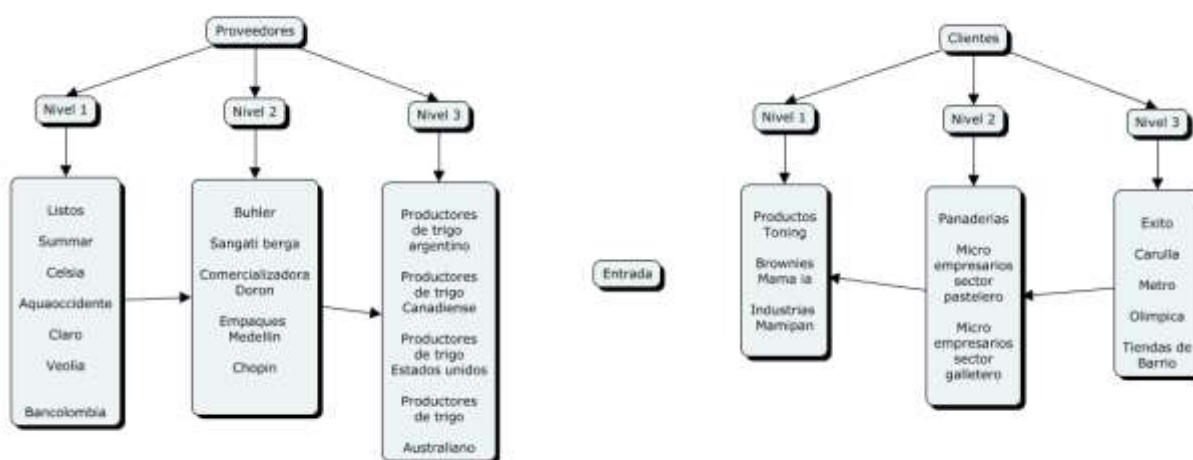 Proveedores
Nivel 1
Nivel 2
Nivel 3
Listos
Summar
Celsia
Aquaoccidente
Claro
Veolia
Bancolombia
Buhler
Sangati berga
Comercializadora
Doron
Empaques
Medellin
Chopin
Productores
de trigo
argentino
Productores
de trigo
Canadiense
Productores
de trigo
Estados unidos
Productores
de trigo
Australiano
Entrada
Clientes
Nivel 1
Nivel 2
Nivel 3
Productos
Toning
Brownies
Mama ia
Industrias
Mamipan
Panaderias
Micro
empresarios
sector
pastelero
Micro
empresarios
sector
galletero
Exito
Carulla
Metro
Olimpica
Tiendas de
Barrio